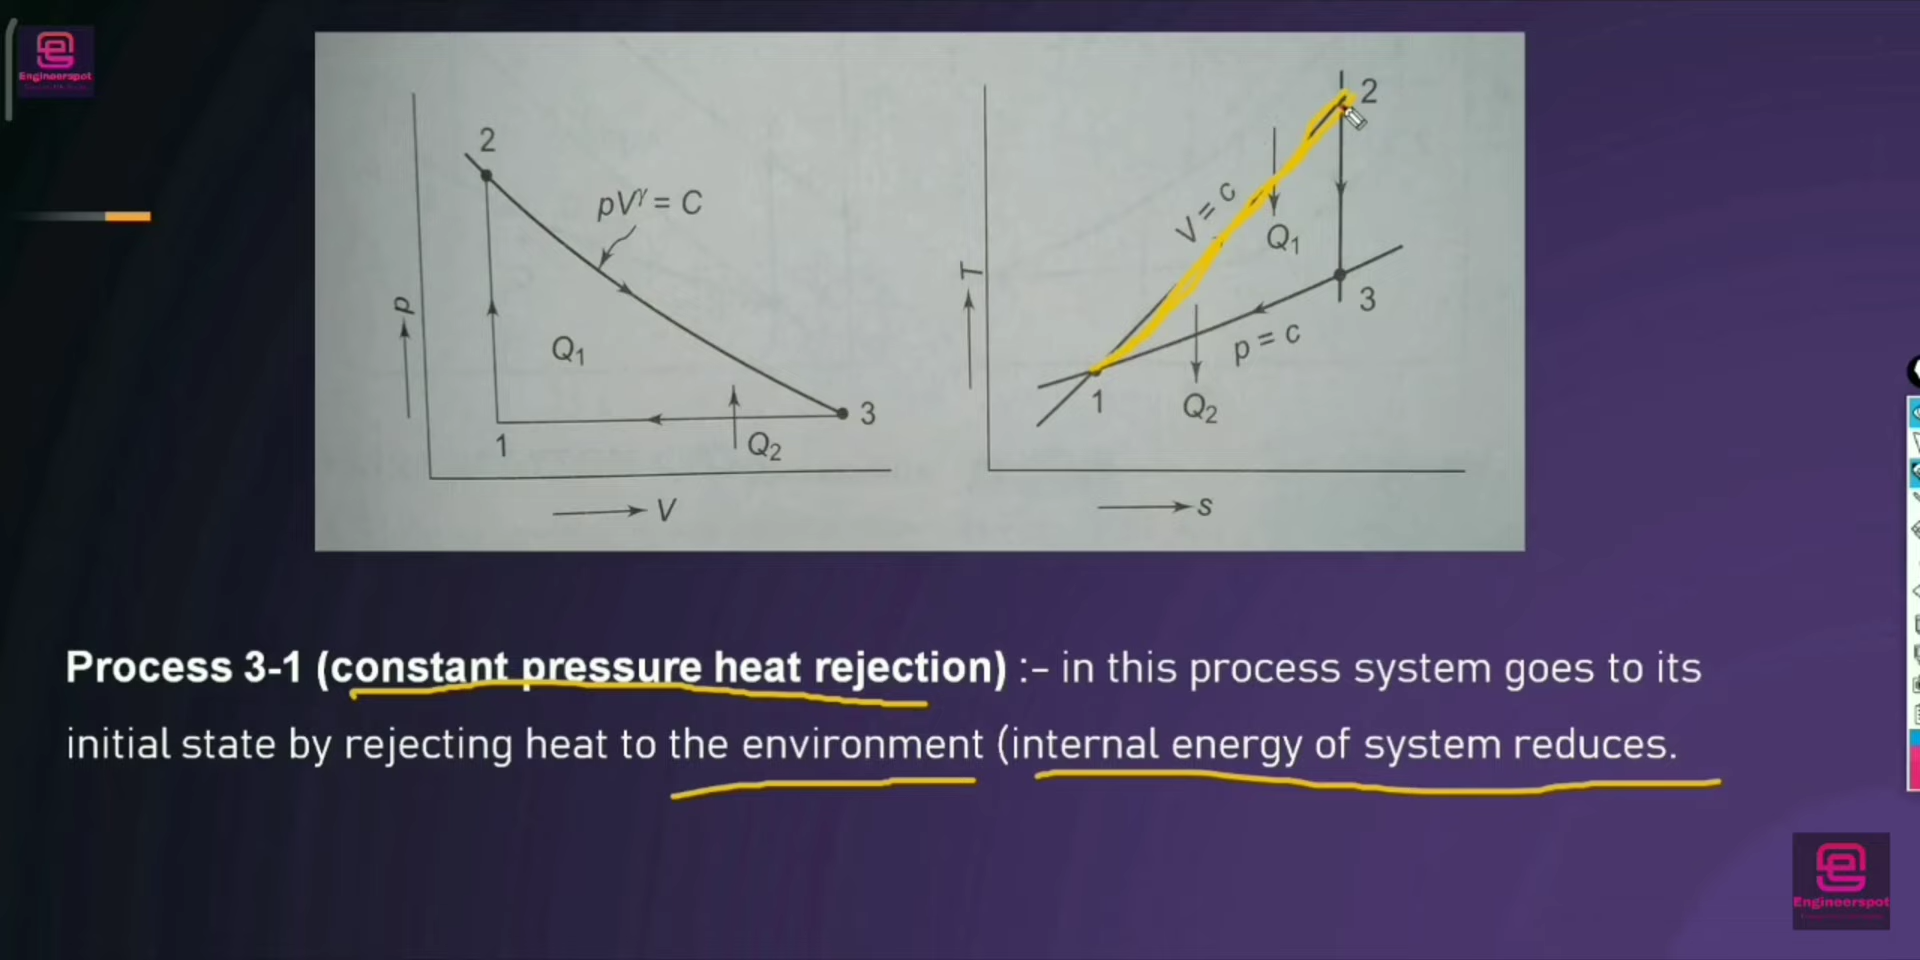 Engineerspot
2
pVᵞ = C
p
Q₁
1
Q₂
3
V
2
V = c
Q₁
T
3
p = c
1
Q₂
s
Process 3-1 (constant pressure heat rejection) :- in this process system goes to its
initial state by rejecting heat to the environment (internal energy of system reduces.
Engineerspot